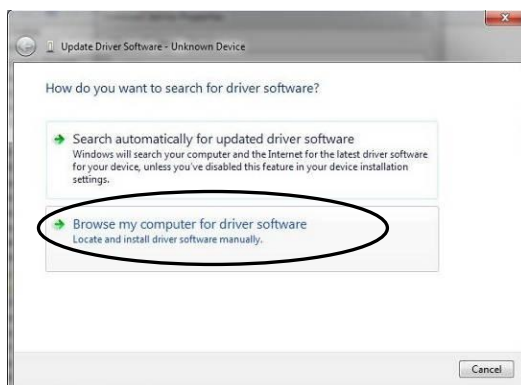 Update Driver Software - Unknown Device
How do you want to search for driver software?
Search automatically for updated driver software
Windows will search your computer and the Internet for the latest driver software
for your device, unless you've disabled this feature in your device installation
settings.
Browse my computer for driver software
Locate and install driver software manually.
Cancel